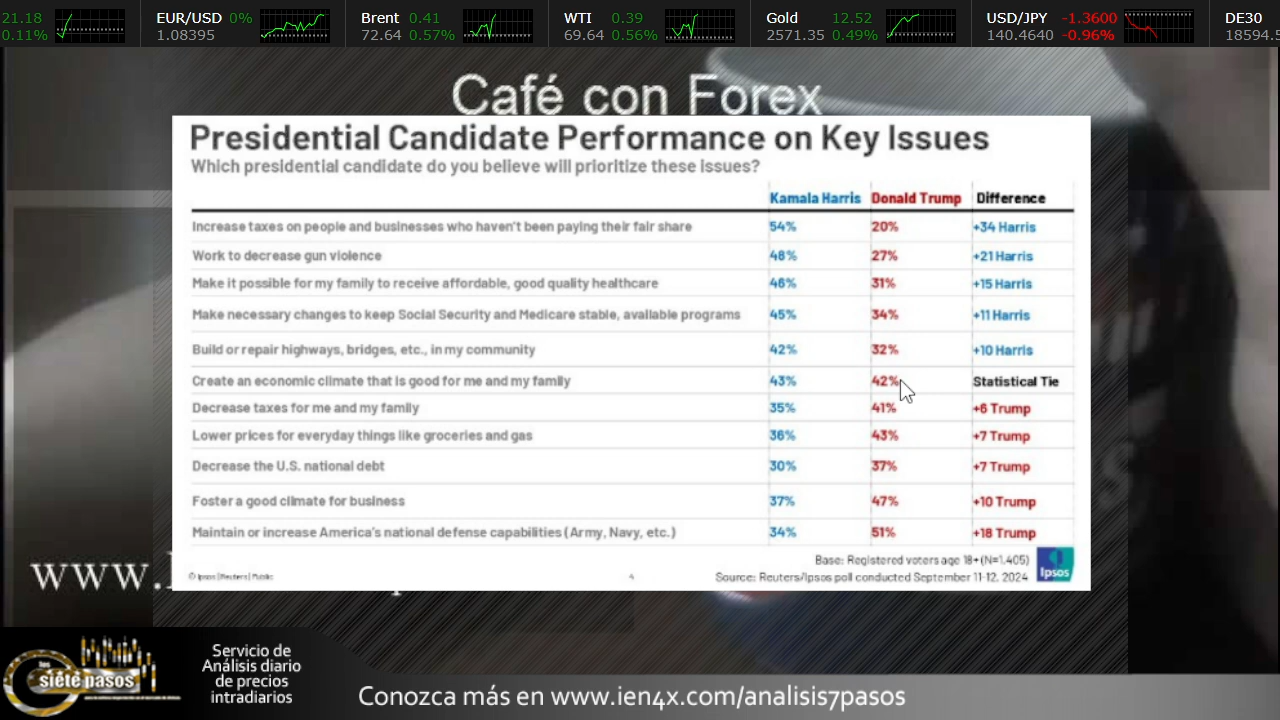 21.18
0.11%
EUR/USD 0%
1.08395
Brent 0.41
72.64 0.57%
WTI 0.39
69.64 0.56%
Gold 12.52
2571.35 0.49%
USD/JPY -1.3600
140.4640 -0.96%
DE30
18594.5
Café con Forex
Presidential Candidate Performance on Key Issues
Which presidential candidate do you believe will prioritize these issues?
Kamala Harris Donald Trump Difference
Increase taxes on people and businesses who haven't been paying their fair share 54% 20% +34 Harris
Work to decrease gun violence 48% 27% +21 Harris
Make it possible for my family to receive affordable, good quality healthcare 46% 31% +15 Harris
Make necessary changes to keep Social Security and Medicare stable, available programs 45% 34% +11 Harris
Build or repair highways, bridges, etc., in my community 42% 32% +10 Harris
Create an economic climate that is good for me and my family 43% 42% Statistical Tie
Decrease taxes for me and my family 35% 41% +6 Trump
Lower prices for everyday things like groceries and gas 36% 43% +7 Trump
Decrease the U.S. national debt 30% 37% +7 Trump
Foster a good climate for business 37% 47% +10 Trump
Maintain or increase America's national defense capabilities (Army, Navy, etc.) 34% 51% +18 Trump
Base: Registered voters age 18+ (N=1,405)
Source: Reuters/Ipsos poll conducted September 11-12, 2024
Ipsos
© Ipsos | Reuters | Public
4
www.
los
siete pasos
Servicio de
Análisis diario
de precios
intradiarios
Conozca más en www.ien4x.com/analisis7pasos